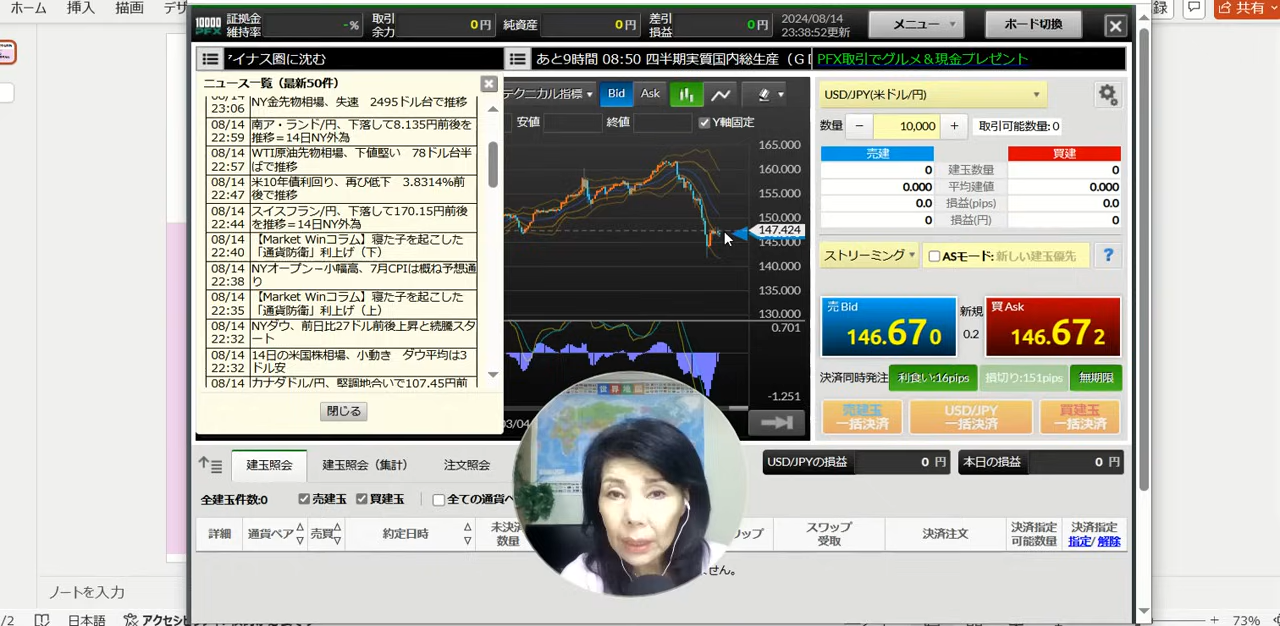 ホーム 挿入 描画 デザ
録
共有
10000 PFX
証拠金維持率 -%
取引余力 0円
純資産 0円
差引損益 0円
2024/08/14
23:38:52更新
メニュー
ボード切換
イナス圏に沈む
あと9時間 08:50 四半期実質国内総生産（G D
PFX取引でグルメ＆現金プレゼント
ニュース一覧（最新50件）
08/14 23:06 NY金先物相場、失速 2495ドル台で推移
08/14 22:59 南ア・ランド/円、下落して8.135円前後を
推移＝14日NY外為
08/14 22:57 WTI原油先物相場、下値堅い 78ドル台半
ばで推移
08/14 22:47 米10年債利回り、再び低下 3.8314%前
後で推移
08/14 22:44 スイスフラン/円、下落して170.15円前後
を推移＝14日NY外為
08/14 22:40 【Market Winコラム】寝た子を起こした
「通貨防衛」利上げ（下）
08/14 22:38 NYオープン－小幅高、7月CPIは概ね予想通
り
08/14 22:35 【Market Winコラム】寝た子を起こした
「通貨防衛」利上げ（上）
08/14 22:32 NYダウ、前日比27ドル前後上昇と続騰スタ
ート
08/14 22:32 14日の米国株相場、小動き ダウ平均は3
ドル安
08/14 カナダドル/円、堅調地合いで107.45円前
閉じる
テクニカル指標 Bid Ask
安値 終値 Y軸固定
165.000
160.000
155.000
150.000
147.424
145.000
140.000
135.000
130.000
0.701
-1.251
03/04
世界地図
USD/JPY(米ドル/円)
数量 － 10,000 ＋ 取引可能数量: 0
売建 買建
0 建玉数量 0
0.000 平均建値 0.000
0.0 損益(pips) 0.0
0 損益(円) 0
ストリーミング ASモード:新しい建玉優先 ?
売Bid 新規 買Ask
146.670 0.2 146.672
決済同時発注 利食い:16pips 損切り:151pips 無期限
売建玉一括決済 USD/JPY一括決済 買建玉一括決済
建玉照会 建玉照会（集計） 注文照会
USD/JPYの損益 0 円 本日の損益 0 円
全建玉件数:0 売建玉 買建玉 全ての通貨ペ
詳細 通貨ペア 売買 約定日時 未決済数量 ップ スワップ受取 決済注文 決済指定可能数量 決済指定 指定/解除
せん。
ノートを入力
/2 日本語 アクセシビ
73%